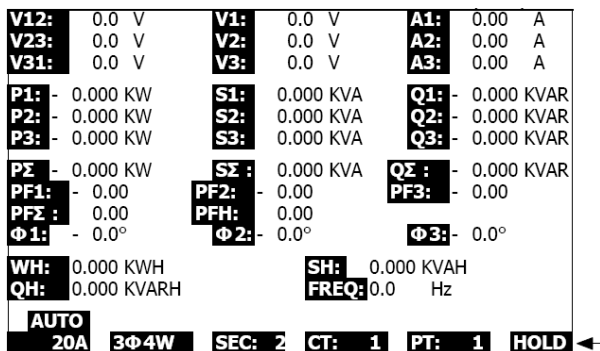 V12: 0.0 V V1: 0.0 V A1: 0.00 A
V23: 0.0 V V2: 0.0 V A2: 0.00 A
V31: 0.0 V V3: 0.0 V A3: 0.00 A
P1: - 0.000 KW S1: 0.000 KVA Q1: - 0.000 KVAR
P2: - 0.000 KW S2: 0.000 KVA Q2: - 0.000 KVAR
P3: - 0.000 KW S3: 0.000 KVA Q3: - 0.000 KVAR
PΣ - 0.000 KW SΣ : 0.000 KVA QΣ : - 0.000 KVAR
PF1: - 0.00 PF2: - 0.00 PF3: - 0.00
PFΣ : 0.00 PFH: 0.00
Φ1: - 0.0° Φ2: - 0.0° Φ3: - 0.0°
WH: 0.000 KWH SH: 0.000 KVAH
QH: 0.000 KVARH FREQ: 0.0 Hz
AUTO
20A 3Φ4W SEC: 2 CT: 1 PT: 1 HOLD